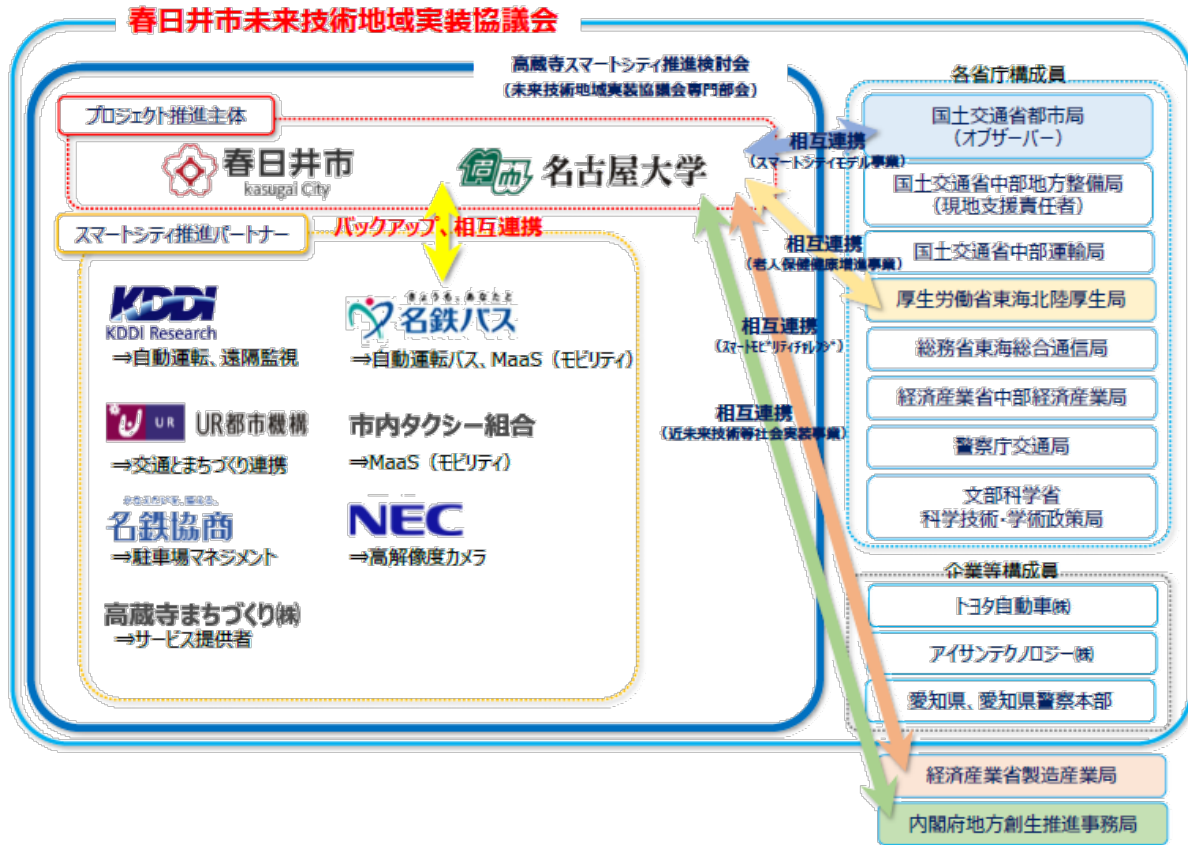 春日井市未来技術地域実装協議会
高蔵寺スマートシティ推進検討会
(未来技術地域実装協議会専門部会)
プロジェクト推進主体
春日井市
kasugai City
名古屋大学
バックアップ、相互連携
スマートシティ推進パートナー
KDDI
KDDI Research
⇒自動運転、遠隔監視
きょうも、あなたと
名鉄バス
⇒自動運転バス、MaaS（モビリティ）
UR
UR都市機構
⇒交通とまちづくり連携
市内タクシー組合
⇒MaaS（モビリティ）
名鉄協商
⇒駐車場マネジメント
NEC
⇒高解像度カメラ
高蔵寺まちづくり㈱
⇒サービス提供者
相互連携
（スマートシティモデル事業）
相互連携
（老人保健健康増進事業）
相互連携
（スマートモビリティチャレンジ）
相互連携
（近未来技術等社会実装事業）
各省庁構成員
国土交通省都市局
（オブザーバー）
国土交通省中部地方整備局
（現地支援責任者）
国土交通省中部運輸局
厚生労働省東海北陸厚生局
総務省東海総合通信局
経済産業省中部経済産業局
警察庁交通局
文部科学省
科学技術・学術政策局
企業等構成員
トヨタ自動車㈱
アイサンテクノロジー㈱
愛知県、愛知県警察本部
経済産業省製造産業局
内閣府地方創生推進事務局